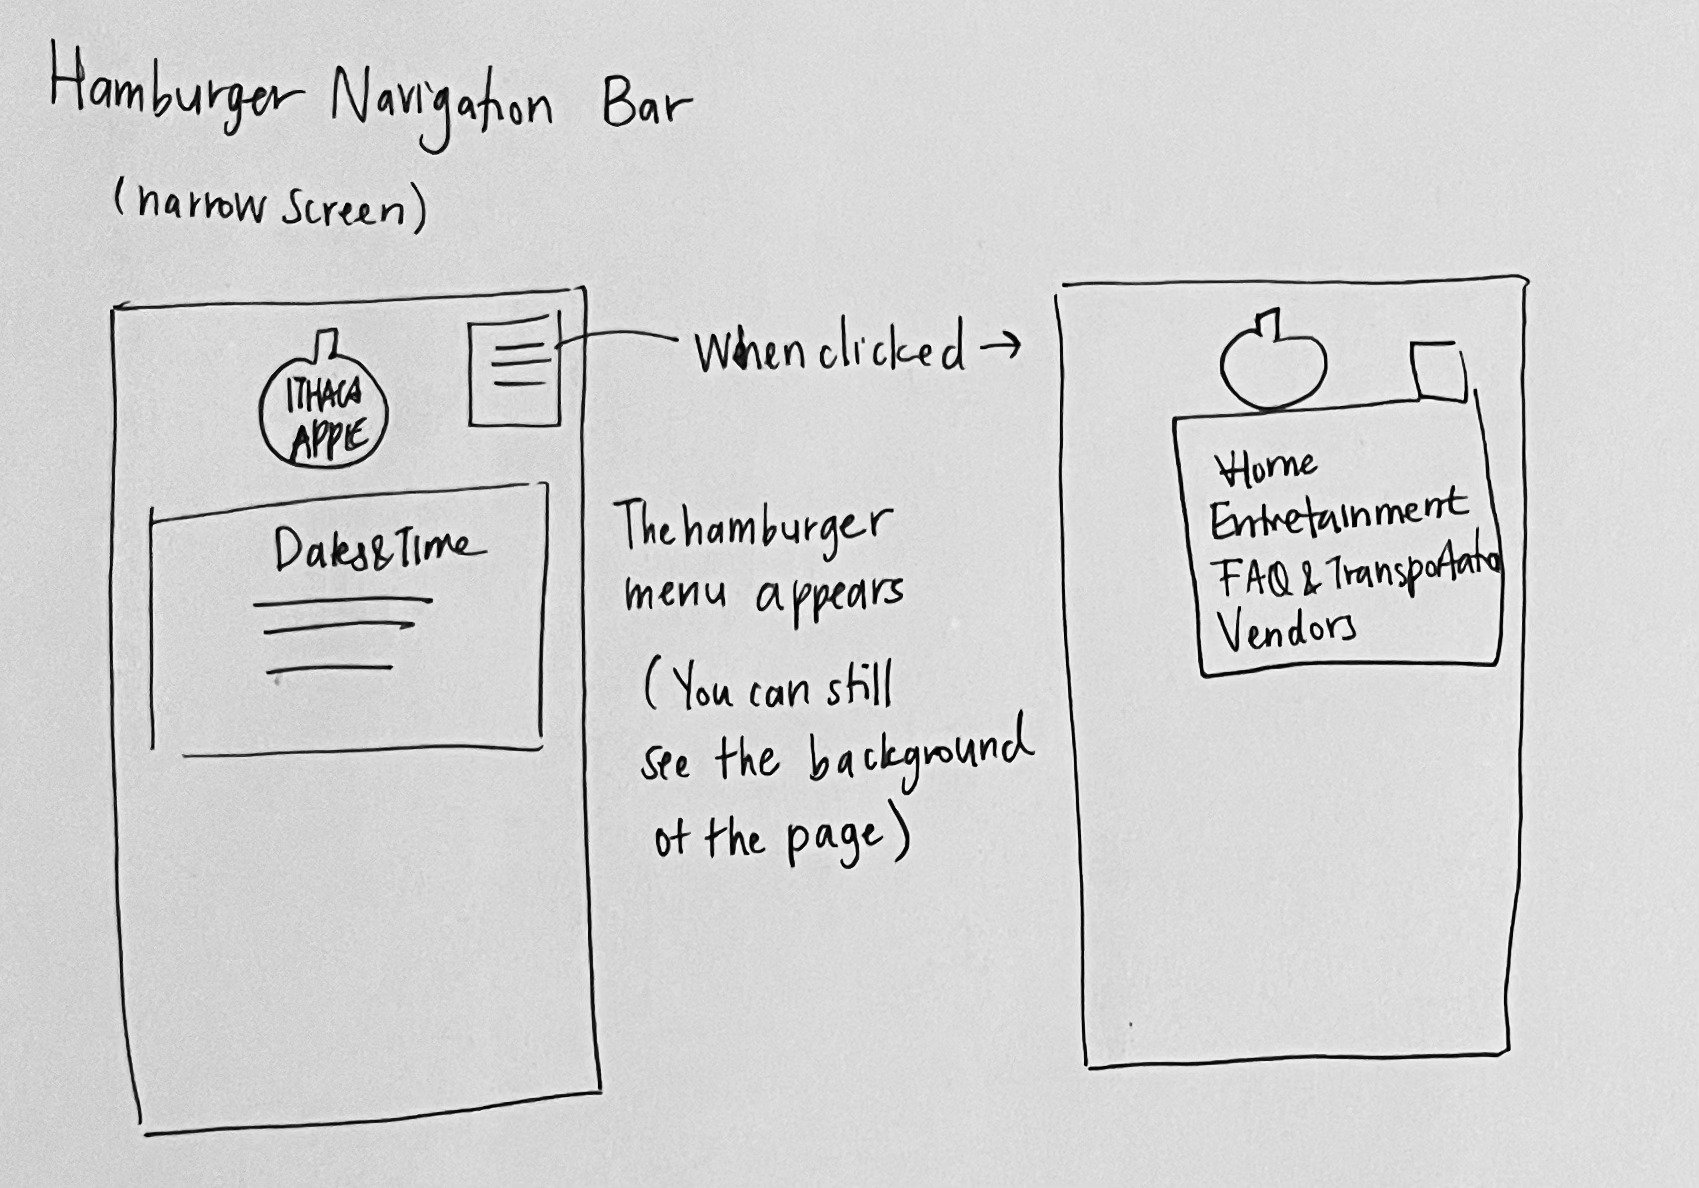 Hamburger Navigation Bar
(narrow screen)
ITHACA
APPLE
When clicked →
Dates & Time
The hamburger
menu appears
(You can still
see the background
of the page)
Home
Entretainment
FAQ & Transportatio
Vendors